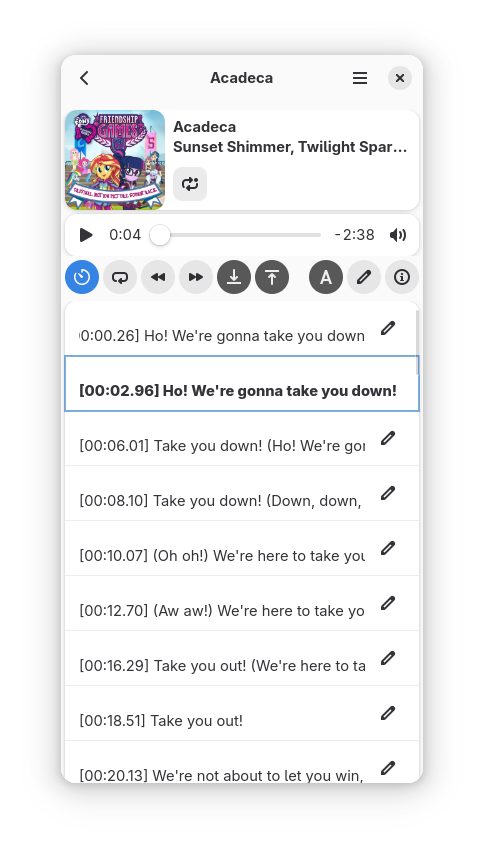 Acadeca
FRIENDSHIP
GAMES
Acadeca
Sunset Shimmer, Twilight Spar...
0:04
-2:38
A
00:00.26] Ho! We're gonna take you down
[00:02.96] Ho! We're gonna take you down!
[00:06.01] Take you down! (Ho! We're gon
[00:08.10] Take you down! (Down, down,
[00:10.07] (Oh oh!) We're here to take you
[00:12.70] (Aw aw!) We're here to take yo
[00:16.29] Take you out! (We're here to ta
[00:18.51] Take you out!
[00:20.13] We're not about to let you win,